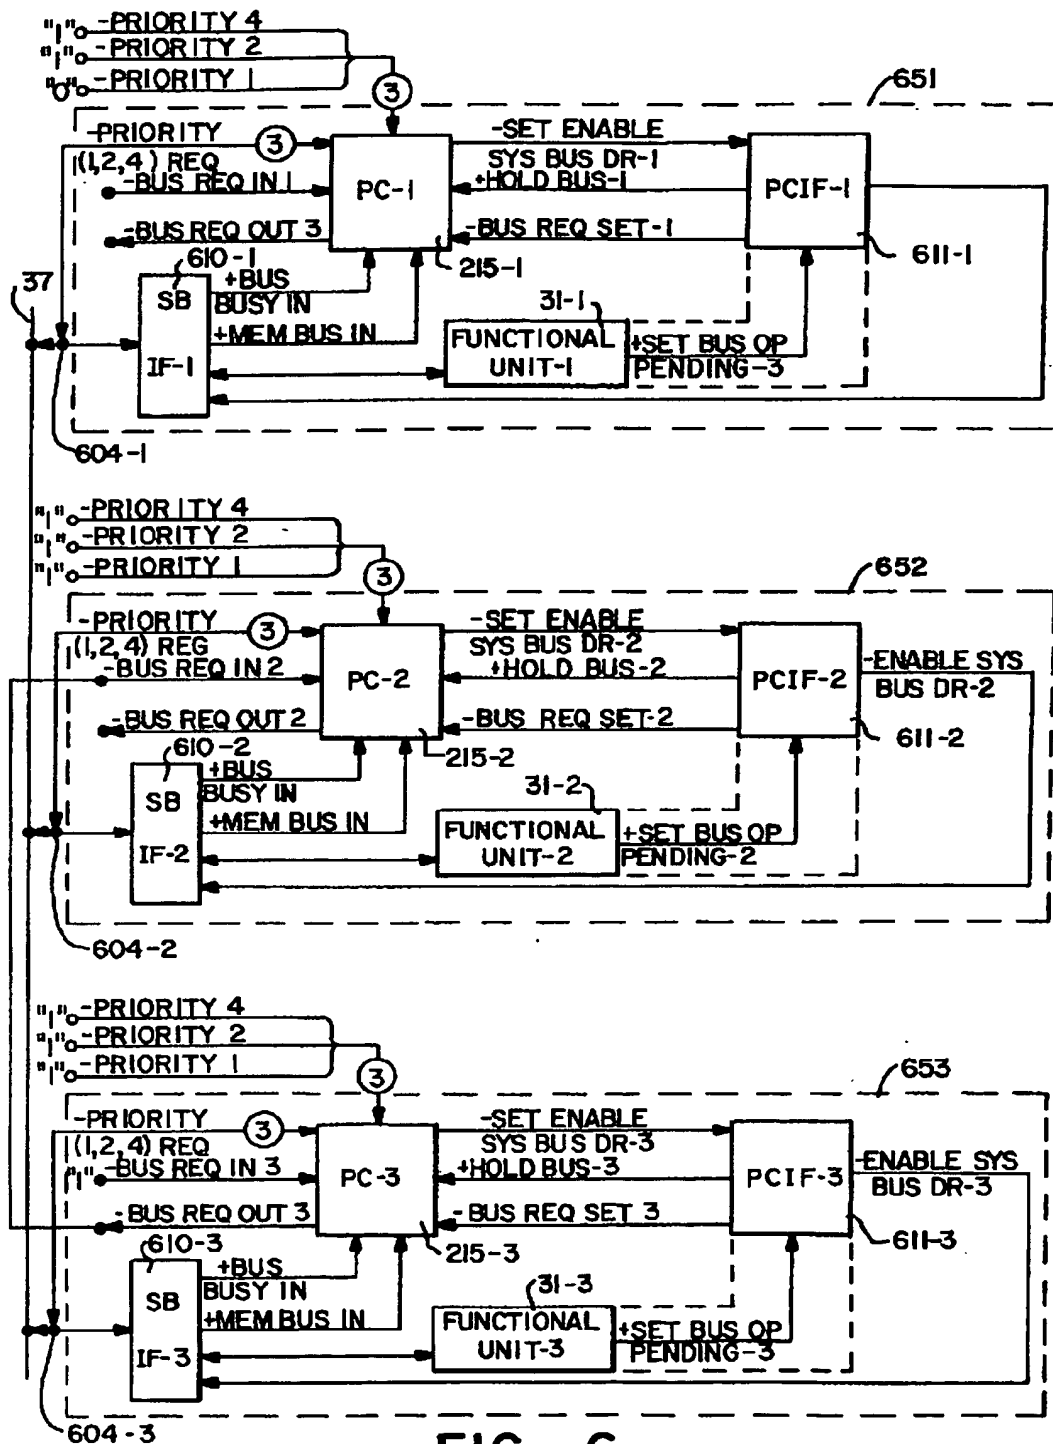 "1" -PRIORITY 4
"1" -PRIORITY 2
"0" -PRIORITY 1
3
651
-PRIORITY
(1,2,4) REQ
3
-BUS REQ IN 1
-BUS REQ OUT 3
PC-1
215-1
-SET ENABLE
SYS BUS DR-1
+HOLD BUS-1
-BUS REQ SET-1
PCIF-1
611-1
610-1
SB
IF-1
+BUS
BUSY IN
+MEM BUS IN
31-1
FUNCTIONAL
UNIT-1
+SET BUS OP
PENDING-3
37
604-1
"1" -PRIORITY 4
"1" -PRIORITY 2
"1" -PRIORITY 1
3
652
-PRIORITY
(1,2,4) REG
3
-BUS REQ IN 2
-BUS REQ OUT 2
PC-2
215-2
-SET ENABLE
SYS BUS DR-2
+HOLD BUS-2
-BUS REQ SET-2
PCIF-2
611-2
-ENABLE SYS
BUS DR-2
610-2
SB
IF-2
+BUS
BUSY IN
+MEM BUS IN
31-2
FUNCTIONAL
UNIT-2
+SET BUS OP
PENDING-2
604-2
"1" -PRIORITY 4
"1" -PRIORITY 2
"1" -PRIORITY 1
3
653
-PRIORITY
(1,2,4) REQ
3
"1" -BUS REQ IN 3
-BUS REQ OUT 3
PC-3
215-3
-SET ENABLE
SYS BUS DR-3
+HOLD BUS-3
-BUS REQ SET 3
PCIF-3
611-3
-ENABLE SYS
BUS DR-3
610-3
SB
IF-3
+BUS
BUSY IN
+MEM BUS IN
31-3
FUNCTIONAL
UNIT-3
+SET BUS OP
PENDING-3
604-3
FIG. 6